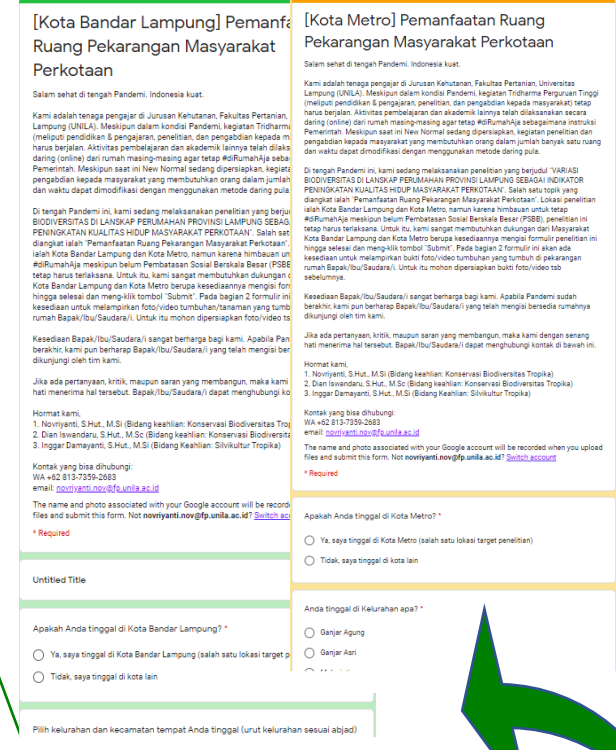 [Kota Bandar Lampung] Pemanfa
Ruang Pekarangan Masyarakat
Perkotaan
Salam sehat di tengah Pandemi. Indonesia kuat.
Kami adalah tenaga pengajar di Jurusan Kehutanan, Fakultas Pertanian,
Lampung (UNILA). Meskipun dalam kondisi Pandemi, kegiatan Tridharma
(meliputi pendidikan & pengajaran, penelitian, dan pengabdian kepada m
harus berjalan. Aktivitas pembelajaran dan akademik lainnya telah dilaks
daring (online) dari rumah masing-masing agar tetap #diRumahAja seba
Pemerintah. Meskipun saat ini New Normal sedang dipersiapkan, kegiata
pengabdian kepada masyarakat yang membutuhkan orang dalam jumlah
dan waktu dapat dimodifikasi dengan menggunakan metode daring pula.
Di tengah Pandemi ini, kami sedang melaksanakan penelitian yang berju
BIODIVERSITAS DI LANSKAP PERUMAHAN PROVINSI LAMPUNG SEBAG
PENINGKATAN KUALITAS HIDUP MASYARAKAT PERKOTAAN'. Salah sat
diangkat ialah 'Pemanfaatan Ruang Pekarangan Masyarakat Perkotaan'.
ialah Kota Bandar Lampung dan Kota Metro, namun karena himbauan un
#diRumahAja meskipun belum Pembatasan Sosial Berskala Besar (PSBB
tetap harus terlaksana. Untuk itu, kami sangat membutuhkan dukungan
Kota Bandar Lampung dan Kota Metro berupa kesediaannya mengisi for
hingga selesai dan meng-klik tombol 'Submit'. Pada bagian 2 formulir ini
kesediaan untuk melampirkan foto/video tumbuhan/tanaman yang tumb
rumah Bapak/Ibu/Saudara/i. Untuk itu mohon dipersiapkan foto/video ts
Kesediaan Bapak/Ibu/Saudara/i sangat berharga bagi kami. Apabila Pan
berakhir, kami pun berharap Bapak/Ibu/Saudara/i yang telah mengisi ber
dikunjungi oleh tim kami.
Jika ada pertanyaan, kritik, maupun saran yang membangun, maka kami
hati menerima hal tersebut. Bapak/Ibu/Saudara/i dapat menghubungi ko
Hormat kami,
1. Novriyanti, S.Hut., M.Si (Bidang keahlian: Konservasi Biodiversitas Trop
2. Dian Iswandaru, S.Hut., M.Sc (Bidang keahlian: Konservasi Biodiversita
3. Inggar Damayanti, S.Hut., M.Si (Bidang Keahlian: Silvikultur Tropika)
Kontak yang bisa dihubungi:
WA +62 813-7359-2683
email: novriyanti.nov@fp.unila.ac.id
The name and photo associated with your Google account will be record
files and submit this form. Not novriyanti.nov@fp.unila.ac.id? Switch acc
* Required
Untitled Title
Apakah Anda tinggal di Kota Bandar Lampung? *
Ya, saya tinggal di Kota Bandar Lampung (salah satu lokasi target p
Tidak, saya tinggal di kota lain
Pilih kelurahan dan kecamatan tempat Anda tinggal (urut kelurahan sesuai abjad)
[Kota Metro] Pemanfaatan Ruang
Pekarangan Masyarakat Perkotaan
Salam sehat di tengah Pandemi. Indonesia kuat.
Kami adalah tenaga pengajar di Jurusan Kehutanan, Fakultas Pertanian, Universitas
Lampung (UNILA). Meskipun dalam kondisi Pandemi, kegiatan Tridharma Perguruan Tinggi
(meliputi pendidikan & pengajaran, penelitian, dan pengabdian kepada masyarakat) tetap
harus berjalan. Aktivitas pembelajaran dan akademik lainnya telah dilaksanakan secara
daring (online) dari rumah masing-masing agar tetap #diRumahAja sebagaimana instruksi
Pemerintah. Meskipun saat ini New Normal sedang dipersiapkan, kegiatan penelitian dan
pengabdian kepada masyarakat yang membutuhkan orang dalam jumlah banyak satu ruang
dan waktu dapat dimodifikasi dengan menggunakan metode daring pula.
Di tengah Pandemi ini, kami sedang melaksanakan penelitian yang berjudul 'VARIASI
BIODIVERSITAS DI LANSKAP PERUMAHAN PROVINSI LAMPUNG SEBAGAI INDIKATOR
PENINGKATAN KUALITAS HIDUP MASYARAKAT PERKOTAAN'. Salah satu topik yang
diangkat ialah 'Pemanfaatan Ruang Pekarangan Masyarakat Perkotaan'. Lokasi penelitian
ialah Kota Bandar Lampung dan Kota Metro, namun karena himbauan untuk tetap
#diRumahAja meskipun belum Pembatasan Sosial Berskala Besar (PSBB), penelitian ini
tetap harus terlaksana. Untuk itu, kami sangat membutuhkan dukungan dari Masyarakat
Kota Bandar Lampung dan Kota Metro berupa kesediaannya mengisi formulir penelitian ini
hingga selesai dan meng-klik tombol 'Submit'. Pada bagian 2 formulir ini akan ada
kesediaan untuk melampirkan bukti foto/video tumbuhan yang tumbuh di pekarangan
rumah Bapak/Ibu/Saudara/i. Untuk itu mohon dipersiapkan bukti foto/video tsb
sebelumnya.
Kesediaan Bapak/Ibu/Saudara/i sangat berharga bagi kami. Apabila Pandemi sudah
berakhir, kami pun berharap Bapak/Ibu/Saudara/i yang telah mengisi bersedia rumahnya
dikunjungi oleh tim kami.
Jika ada pertanyaan, kritik, maupun saran yang membangun, maka kami dengan senang
hati menerima hal tersebut. Bapak/Ibu/Saudara/i dapat menghubungi kontak di bawah ini.
Hormat kami,
1. Novriyanti, S.Hut., M.Si (Bidang keahlian: Konservasi Biodiversitas Tropika)
2. Dian Iswandaru, S.Hut., M.Sc (Bidang keahlian: Konservasi Biodiversitas Tropika)
3. Inggar Damayanti, S.Hut., M.Si (Bidang Keahlian: Silvikultur Tropika)
Kontak yang bisa dihubungi:
WA +62 813-7359-2683
email: novriyanti.nov@fp.unila.ac.id
The name and photo associated with your Google account will be recorded when you upload
files and submit this form. Not novriyanti.nov@fp.unila.ac.id? Switch account
* Required
Apakah Anda tinggal di Kota Metro? *
Ya, saya tinggal di Kota Metro (salah satu lokasi target penelitian)
Tidak, saya tinggal di kota lain
Anda tinggal di Kelurahan apa? *
Ganjar Agung
Ganjar Asri